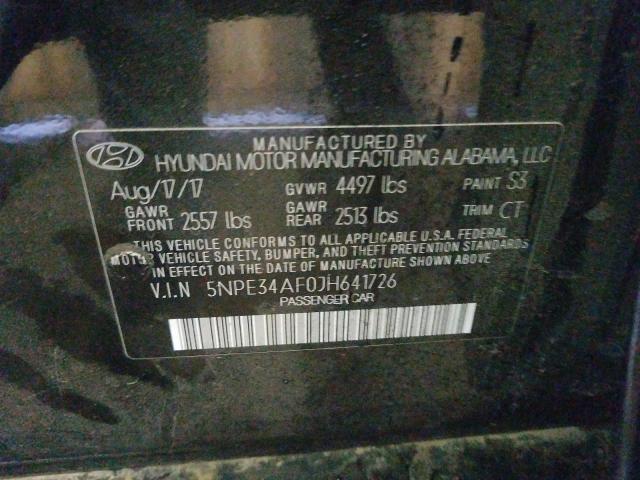 MANUFACTURED BY
HYUNDAI MOTOR MANUFACTURING ALABAMA, LLC
Aug/17/17 GVWR 4497 lbs PAINT S3
GAWR FRONT 2557 lbs GAWR REAR 2513 lbs TRIM CT
THIS VEHICLE CONFORMS TO ALL APPLICABLE U.S.A. FEDERAL
MOTOR VEHICLE SAFETY, BUMPER, AND THEFT PREVENTION STANDARDS
IN EFFECT ON THE DATE OF MANUFACTURE SHOWN ABOVE
V.I.N 5NPE34AF0JH641726
PASSENGER CAR